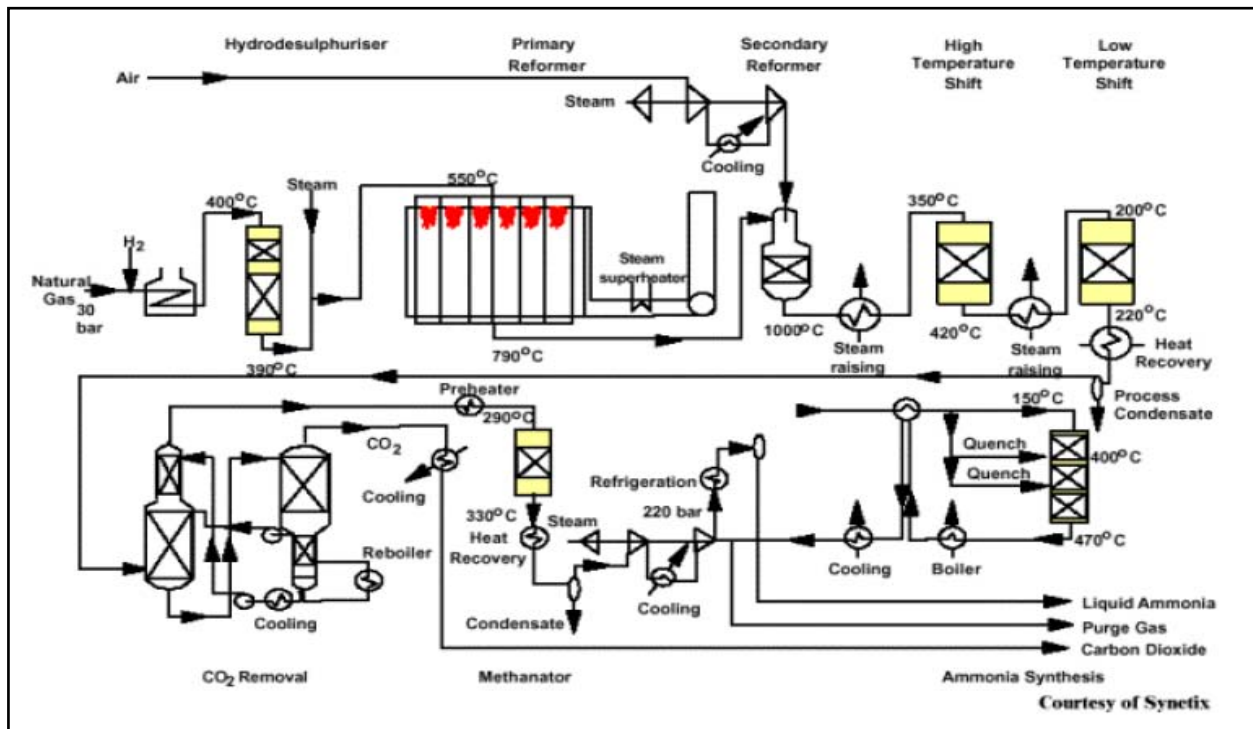 Hydrodesulphuriser
Primary
Reformer
Secondary
Reformer
High
Temperature
Shift
Low
Temperature
Shift
Air
Steam
Cooling
Steam
400°C
550°C
350°C
200°C
H2
Natural
Gas
30
bar
Steam
superheater
1000°C
Steam
raising
420°C
Steam
raising
220°C
Heat
Recovery
390°C
790°C
Preheater
290°C
CO2
Cooling
150°C
Process
Condensate
Quench
400°C
Quench
Refrigeration
220 bar
330°C
Heat
Recovery
Steam
Reboiler
Cooling
Cooling
Cooling
Boiler
470°C
Condensate
Liquid Ammonia
Purge Gas
Carbon Dioxide
CO2 Removal
Methanator
Ammonia Synthesis
Courtesy of Synetix